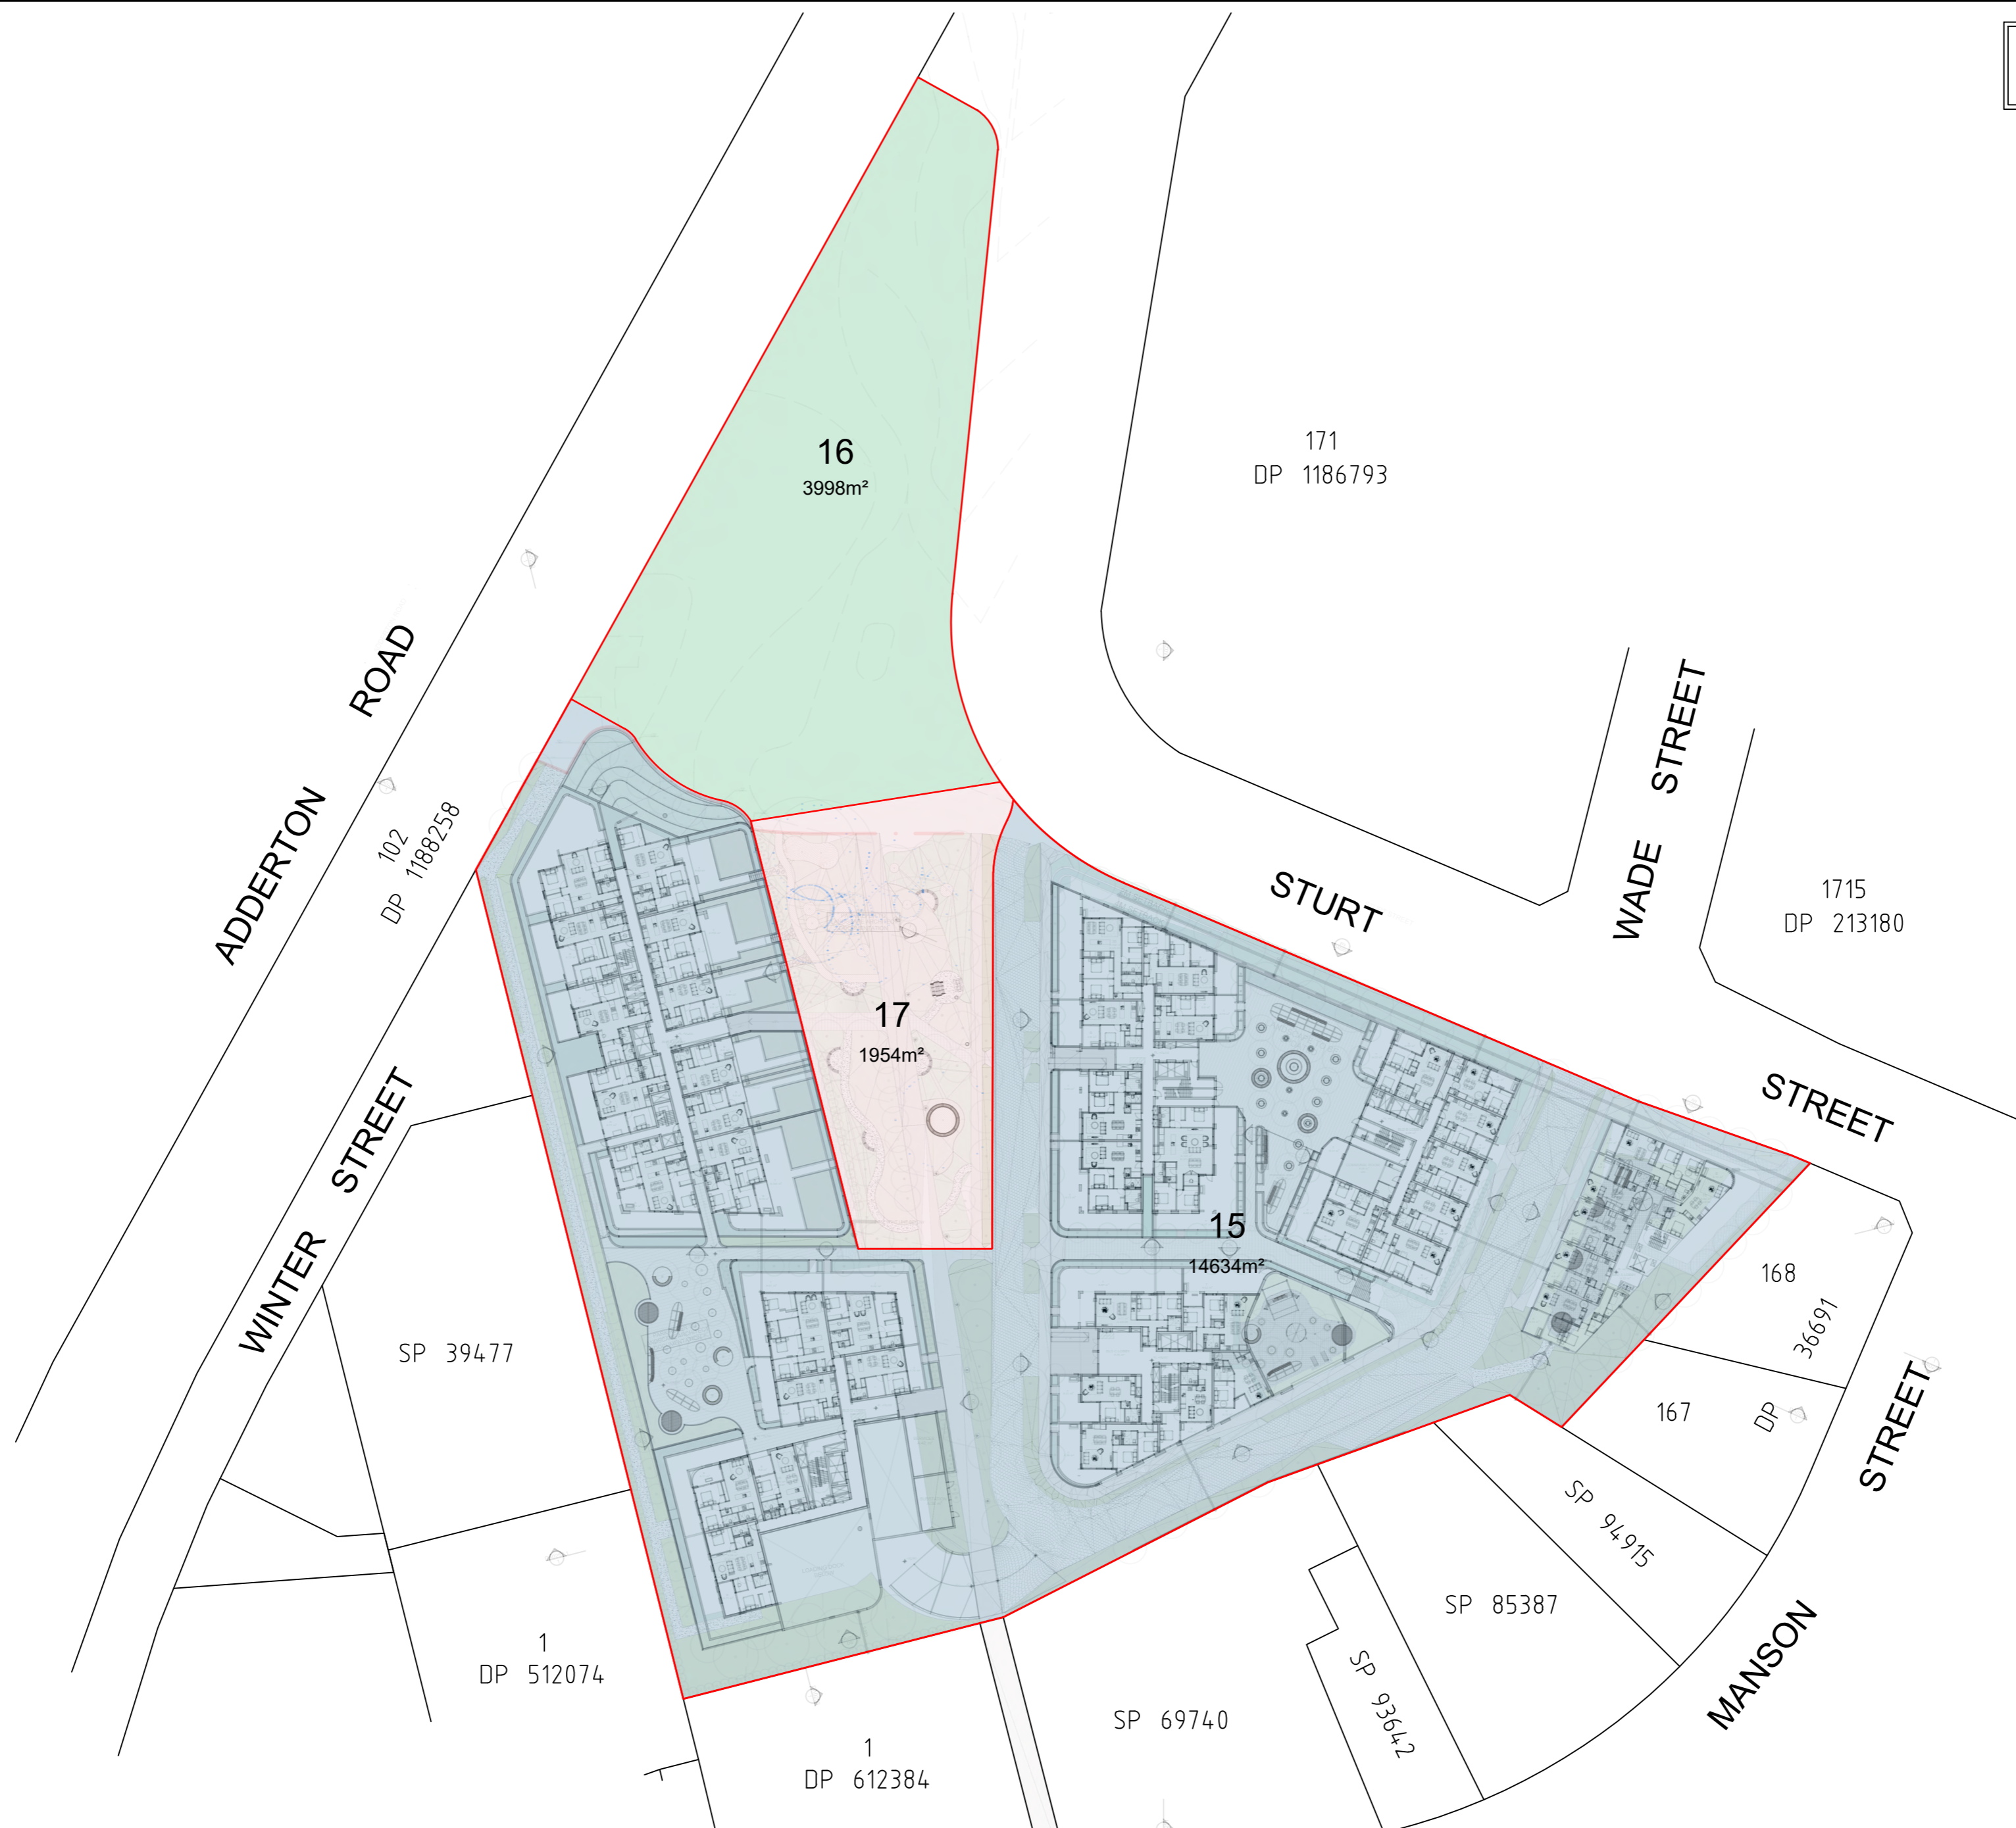 16
3998m²
171
DP 1186793
ADDERTON ROAD
102
DP 1188258
WINTER STREET
STURT STREET
WADE STREET
1715
DP 213180
17
1954m²
15
14634m²
168
167
DP 36691
SP 39477
SP 94915
SP 85387
SP 93642
MANSON STREET
1
DP 512074
SP 69740
1
DP 612384